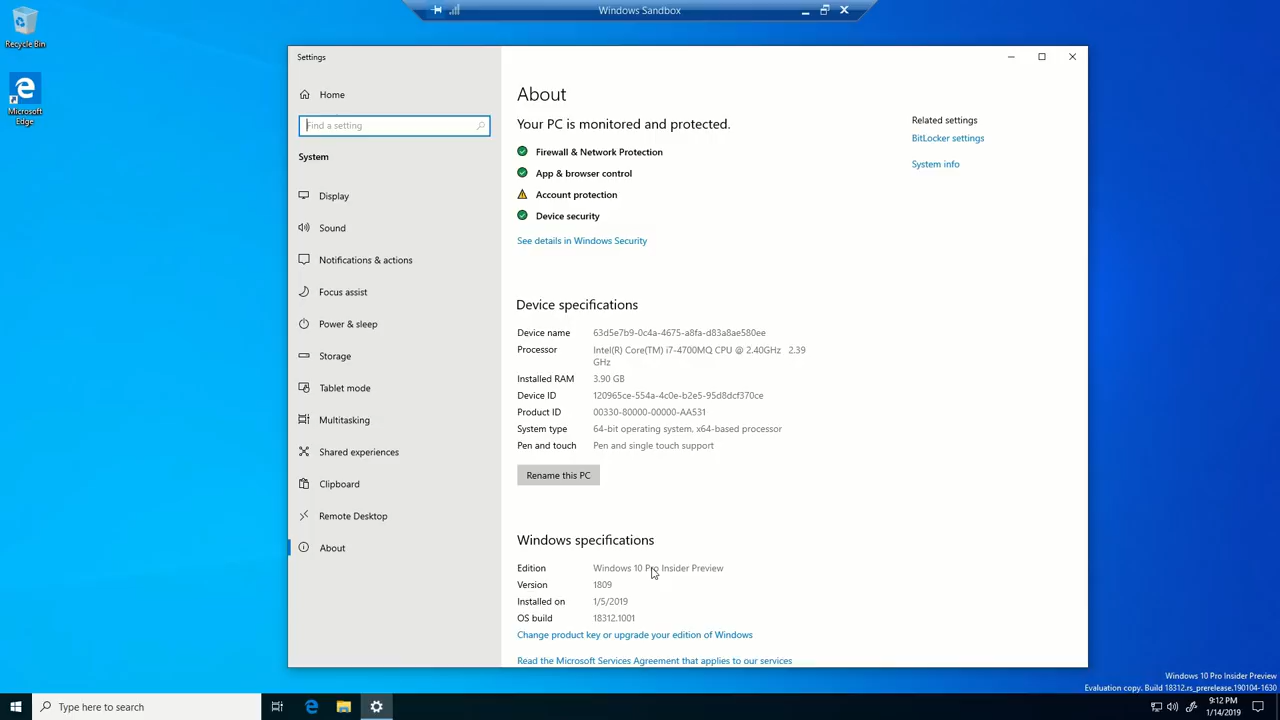 Windows Sandbox
Recycle Bin
Microsoft
Edge
Settings
Home
Find a setting
System
Display
Sound
Notifications & actions
Focus assist
Power & sleep
Storage
Tablet mode
Multitasking
Shared experiences
Clipboard
Remote Desktop
About
About
Your PC is monitored and protected.
Firewall & Network Protection
App & browser control
Account protection
Device security
See details in Windows Security
Device specifications
Device name 63d5e7b9-0c4a-4675-a8fa-d83a8ae580ee
Processor Intel(R) Core(TM) i7-4700MQ CPU @ 2.40GHz 2.39
GHz
Installed RAM 3.90 GB
Device ID 120965ce-554a-4c0e-b2e5-95d8dcf370ce
Product ID 00330-80000-00000-AA531
System type 64-bit operating system, x64-based processor
Pen and touch Pen and single touch support
Rename this PC
Windows specifications
Edition Windows 10 Pro Insider Preview
Version 1809
Installed on 1/5/2019
OS build 18312.1001
Change product key or upgrade your edition of Windows
Read the Microsoft Services Agreement that applies to our services
Related settings
BitLocker settings
System info
Windows 10 Pro Insider Preview
Evaluation copy. Build 18312.rs_prerelease.190104-1630
Type here to search
9:12 PM
1/14/2019